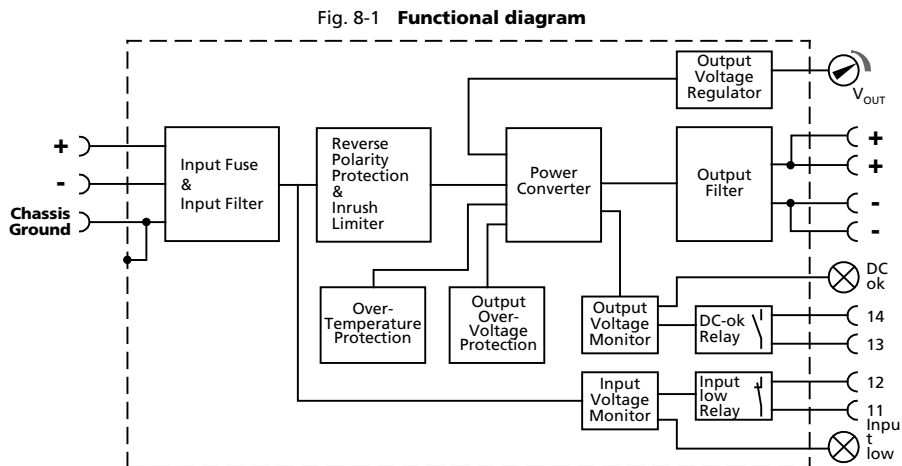 Fig. 8-1 Functional diagram
Output
Voltage
Regulator
V_OUT
+
-
Chassis
Ground
Input Fuse
&
Input Filter
Reverse
Polarity
Protection
&
Inrush
Limiter
Power
Converter
Output
Filter
+
+
-
-
Over-
Temperature
Protection
Output
Over-
Voltage
Protection
Output
Voltage
Monitor
DC-ok
Relay
DC
ok
14
13
Input
Voltage
Monitor
Input
low
Relay
12
11
Inpu
t
low